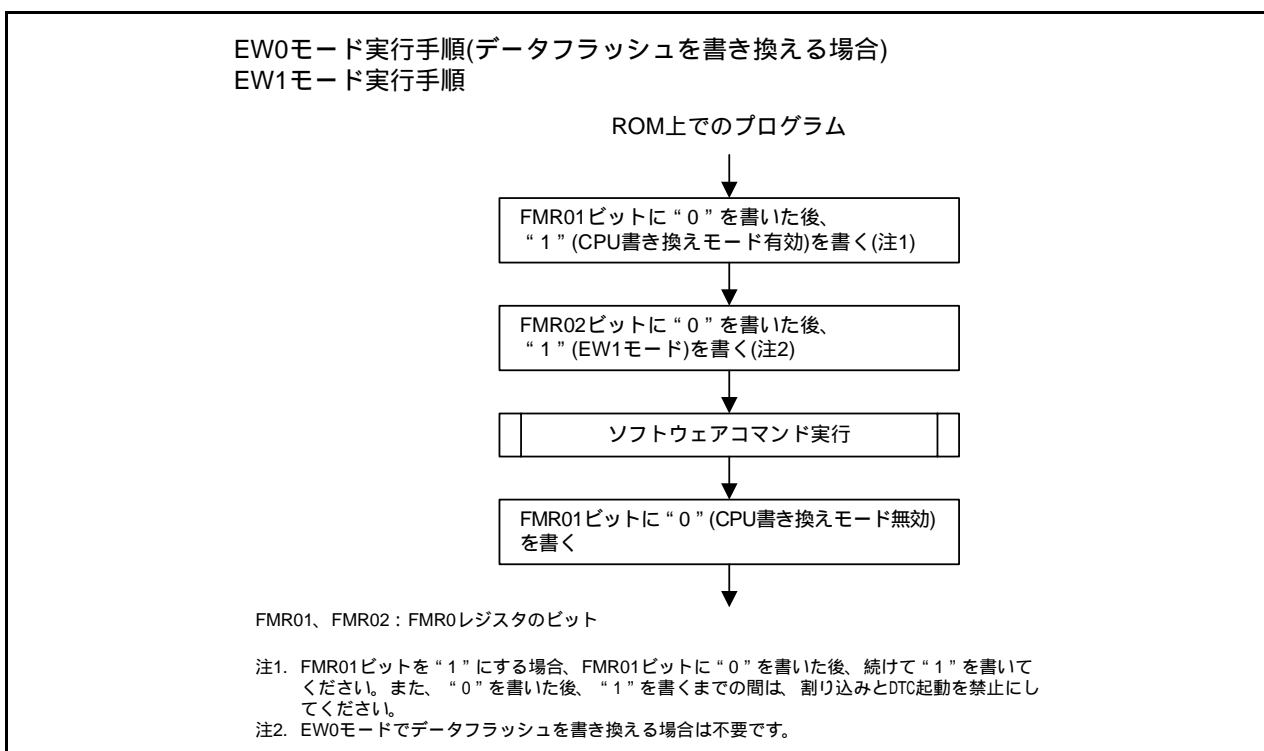 EW0モード実行手順(データフラッシュを書き換える場合)
EW1モード実行手順
ROM上でのプログラム
FMR01ビットに“0”を書いた後、
“1”(CPU書き換えモード有効)を書く(注1)
FMR02ビットに“0”を書いた後、
“1”(EW1モード)を書く(注2)
ソフトウェアコマンド実行
FMR01ビットに“0”(CPU書き換えモード無効)
を書く
FMR01、FMR02：FMR0レジスタのビット
注1. FMR01ビットを“1”にする場合、FMR01ビットに“0”を書いた後、続けて“1”を書いて
ください。また、“0”を書いた後、“1”を書くまでの間は、割り込みとDTC起動を禁止にし
てください。
注2. EW0モードでデータフラッシュを書き換える場合は不要です。